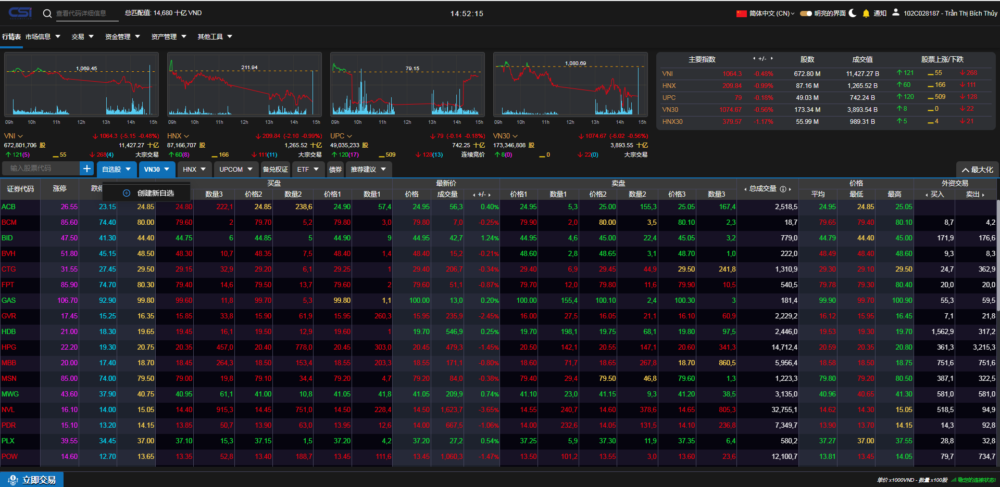 CSI 查看代码详细信息 总匹配值: 14,680 十亿 VND 14:52:15 简体中文 (CN) 明亮的界面 通知 102C028187 - Trần Thị Bích Thủy
行情表 市场信息 交易 资金管理 资产管理 其他工具
1,069.45 211.94 79.15 1,080.69
09h 10h 11h 12h 13h 14h 15h 09h 10h 11h 12h 13h 14h 15h 09h 10h 11h 12h 13h 14h 15h 09h 10h 11h 12h 13h 14h 15h
主要指数 +/- 股数 成交值 股票上涨/下跌
VNI 1064.3 -0.48% 672.80 M 11,427.27 B 121 55 268
HNX 209.84 -0.99% 87.16 M 1,265.52 B 60 166 111
UPC 79 -0.18% 49.03 M 742.24 B 120 509 128
VN30 1074.67 -0.56% 173.34 M 3,893.54 B 8 0 22
HNX30 379.57 -1.17% 55.99 M 989.31 B 5 4 21
VNI 1064.3 (-5.15 -0.48%) HNX 209.84 (-2.10 -0.99%) UPC 79 (-0.14 -0.18%) VN30 1074.67 (-6.02 -0.56%)
672,801,706 股 11,427.27 十亿 87,166,707 股 1,265.52 十亿 49,035,233 股 742.25 十亿 173,346,808 股 3,893.55 十亿
121(5) 55 268(4) 大宗交易 60(8) 166 111(11) 大宗交易 120(17) 509 128(13) 连续竞价 8(0) 0 22(0) 大宗交易
输入股票代码 + 自选股 VN30 HNX UPCOM 备兑权证 ETF 债券 推荐建议 最大化
证券代码 涨停 跌停 买盘 最新价 卖盘 总成交量 价格 外资交易
创建新自选 数量3 价格2 数量2 价格1 数量1 价格 成交量 +/- 价格1 数量1 价格2 数量2 价格3 数量3 平均 最低 最高 买入 卖出
ACB 26.55 23.15 24.85 24.80 222,1 24.85 238,6 24.90 57,4 24.95 56,3 0.40% 24.95 5,3 25.00 155,3 25.05 167,4 2,518,5 24.95 24.85 25.05
BCM 85.60 74.40 80.00 79.60 2 79.70 5,2 79.80 3,0 79.80 7,0 -0.25% 79.90 2,0 80.00 3,5 80.10 2,3 18,7 79.65 79.40 80.10 8,7 4,2
BID 47.50 41.30 44.40 44.75 6 44.85 5 44.90 9 44.95 42,7 1.24% 44.95 4,6 45.00 22,4 45.05 3,2 779,0 44.79 44.40 45.00 171,9 176,6
BVH 51.80 45.15 48.50 48.30 10,7 48.35 7,5 48.40 1,4 48.40 15,2 -0.21% 48.60 2,8 48.65 3,1 48.70 1,0 222,0 48.49 48.40 48.60 9,3 8,3
CTG 31.55 27.45 29.50 29.15 32,9 29.20 6,1 29.25 1 29.40 206,7 -0.34% 29.40 6,9 29.45 44,9 29.50 241,8 1,310,9 29.30 29.10 29.50 24,7 362,9
FPT 85.90 74.70 80.30 79.40 14,6 79.50 13,7 79.60 2 79.60 51,1 -0.87% 79.70 12,0 79.80 11,6 79.90 10,5 540,5 79.78 79.30 80.40 20,0 20,0
GAS 106.70 92.90 99.80 99.60 11,8 99.70 5,3 99.80 1,1 100.00 13,0 0.20% 100.00 155,4 100.10 2,4 100.30 3 181,4 99.90 99.70 100.90 55,3 59,5
GVR 17.45 15.25 16.35 15.85 33,8 15.90 61,9 15.95 260,3 15.95 235,9 -2.45% 16.00 27,5 16.05 21,1 16.10 60,9 2,229,2 16.12 15.95 16.45 7,1 21,8
HDB 21.00 18.30 19.65 19.45 16,1 19.50 12,9 19.60 1 19.70 546,9 0.25% 19.70 198,1 19.75 68,1 19.80 97,5 2,446,0 19.53 19.30 19.70 1,562,9 317,2
HPG 22.20 19.30 20.75 20.35 457,0 20.40 778,0 20.45 303,0 20.45 479,3 -1.45% 20.50 142,1 20.55 147,1 20.60 341,3 14,712,4 20.59 20.35 20.80 361,3 3,215,3
MBB 20.00 17.40 18.70 18.45 264,3 18.50 153,4 18.55 203,3 18.55 171,1 -0.80% 18.60 71,7 18.65 267,8 18.70 860,5 5,956,4 18.58 18.50 18.75 751,6 751,6
MSN 85.00 74.00 79.50 79.00 19,8 79.10 34,4 79.20 4,7 79.20 84,0 -0.38% 79.40 29,4 79.50 46,8 79.60 1,3 1,223,3 79.80 79.20 80.50 387,1 322,5
MWG 43.60 37.90 40.75 40.95 61,1 41.00 10,8 41.05 41,8 41.05 209,9 0.74% 41.10 23,0 41.15 9,3 41.20 38,5 3,135,0 40.96 40.65 41.30 581,0 581,0
NVL 16.10 14.00 15.05 14.40 915,3 14.45 751,0 14.50 228,4 14.50 1,623,7 -3.65% 14.55 240,7 14.60 378,6 14.65 805,3 32,755,1 14.62 14.30 15.05 518,5 94,9
PDR 15.10 13.20 14.15 13.85 50,7 13.90 63,0 13.95 12,6 14.00 667,5 -1.06% 14.00 232,6 14.05 131,5 14.10 236,8 7,349,7 13.90 13.70 14.15 14,3 92,8
PLX 39.55 34.45 37.00 37.10 15,3 37.15 1,5 37.20 4,2 37.20 27,2 0.54% 37.25 5,9 37.30 11,9 37.35 6,4 580,2 37.27 37.00 37.55 28,8 32,8
POW 14.60 12.70 13.65 13.35 52,8 13.40 188,7 13.45 111,6 13.45 1,060,3 -1.47% 13.50 101,2 13.55 3,0 13.60 23,6 12,100,7 13.81 13.45 14.05 79,7 734,7
立即交易 单价 x1000VND - 数量 x100股 稳定的连接状态!